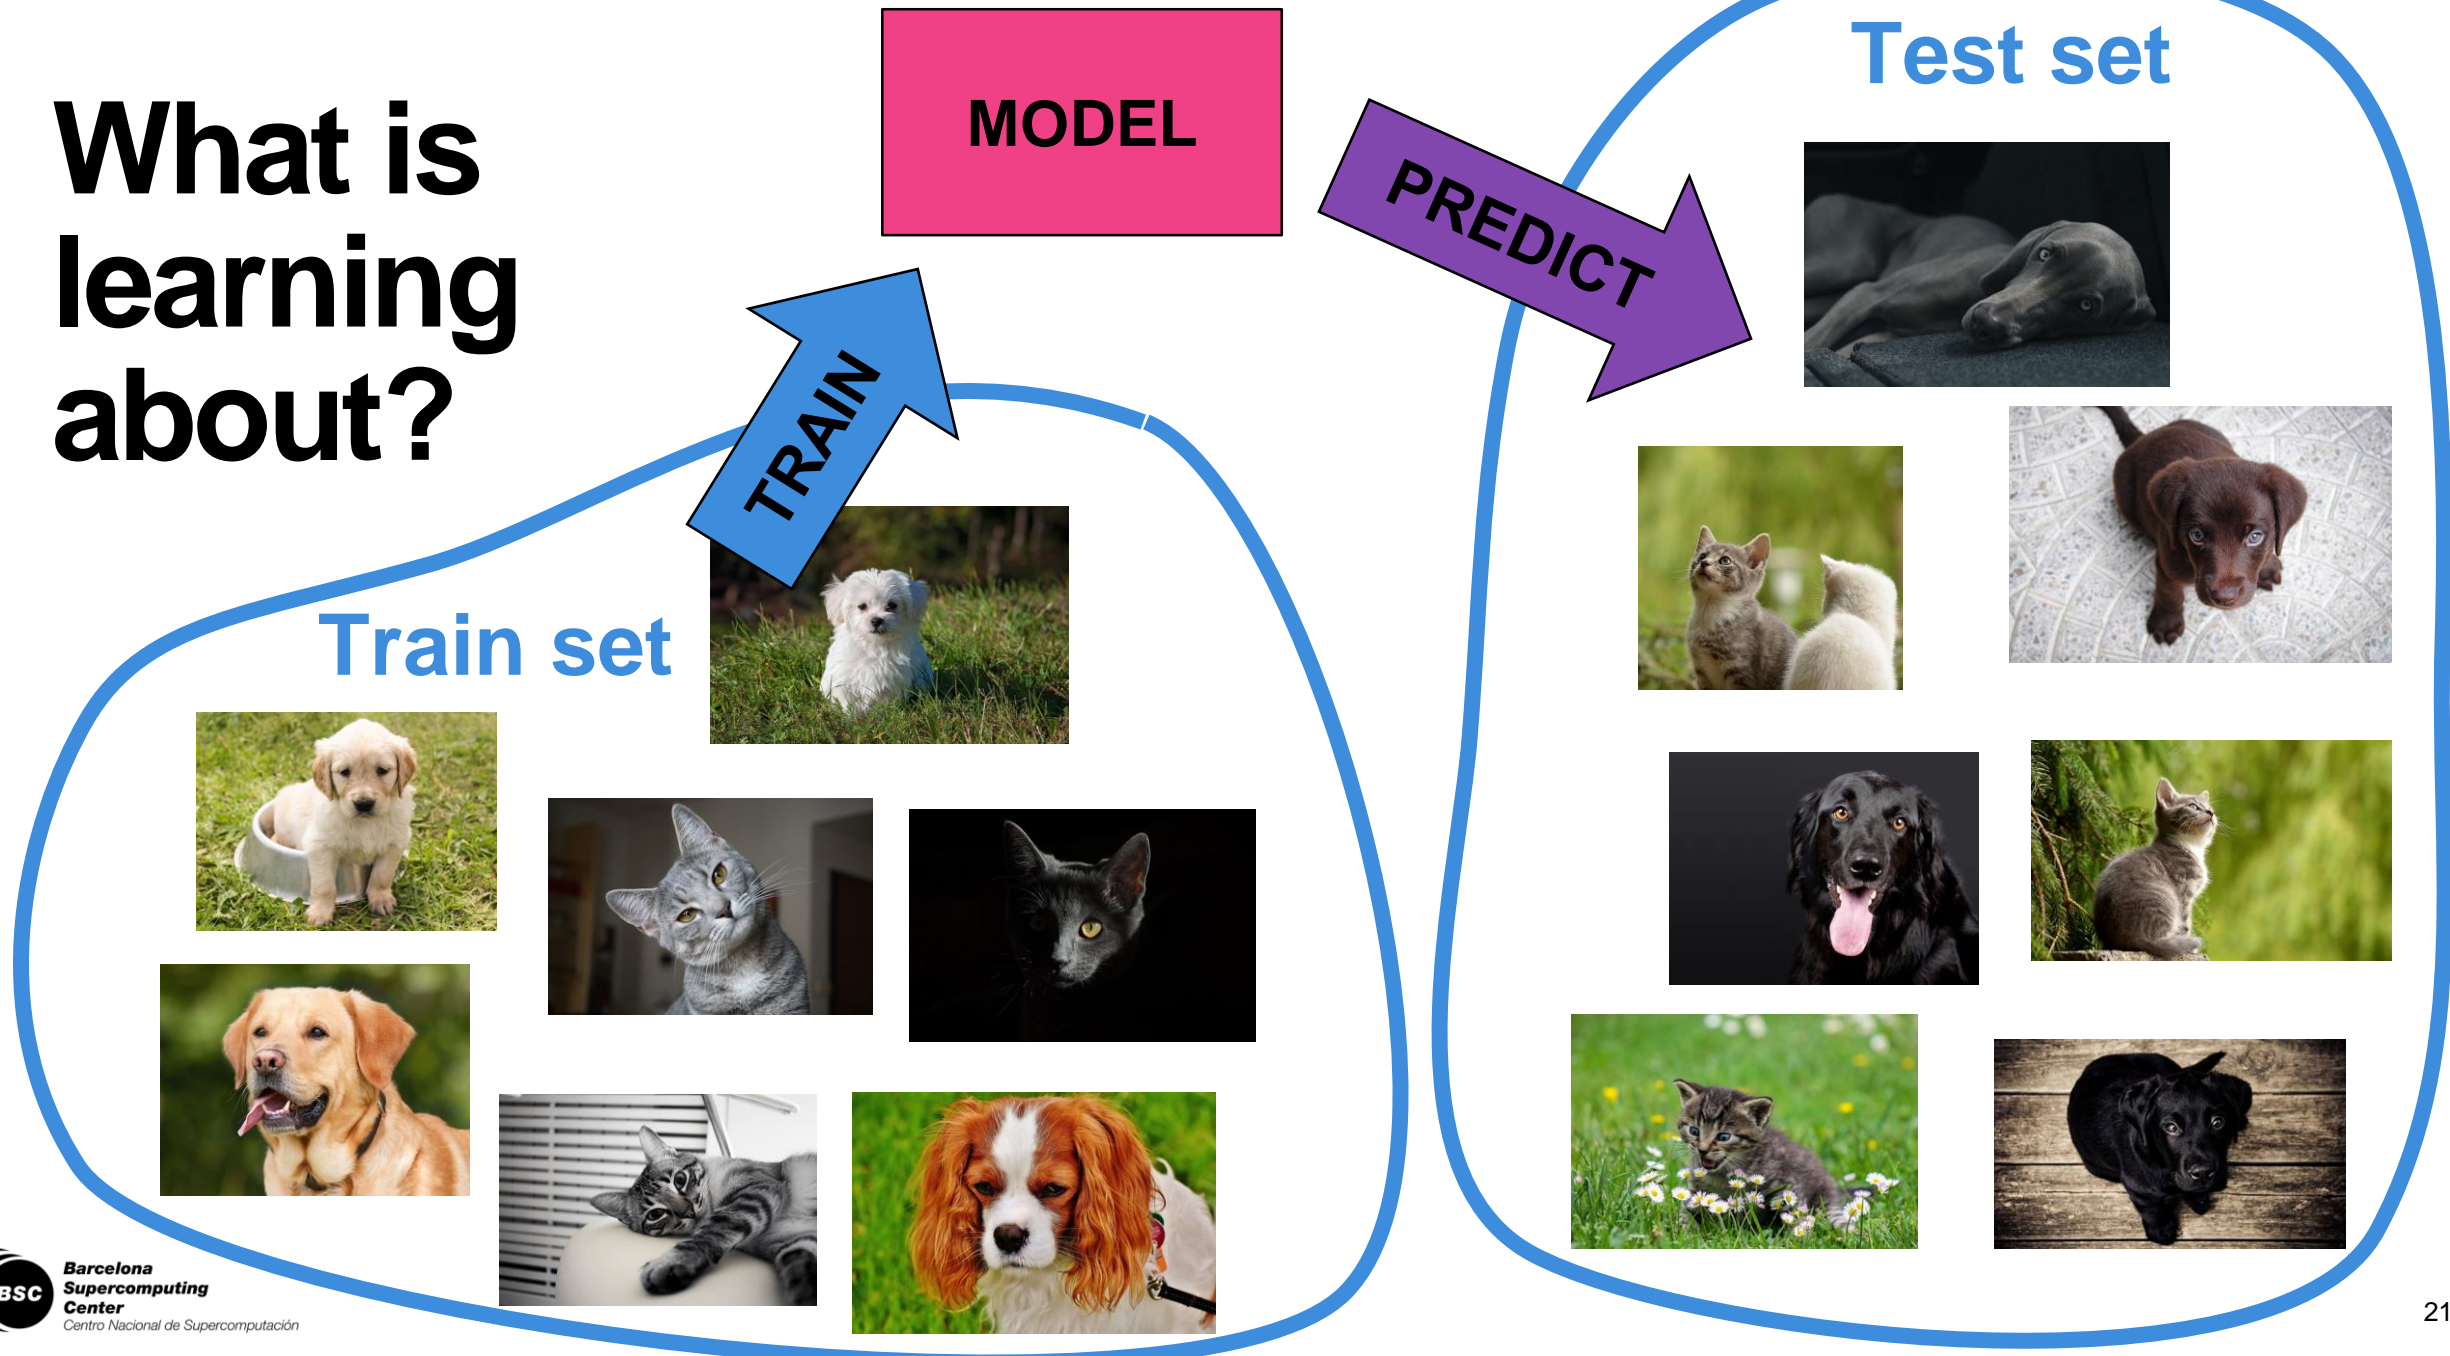 What is
learning
about?
MODEL
Test set
PREDICT
TRAIN
Train set
BSC
Barcelona
Supercomputing
Center
Centro Nacional de Supercomputación
21